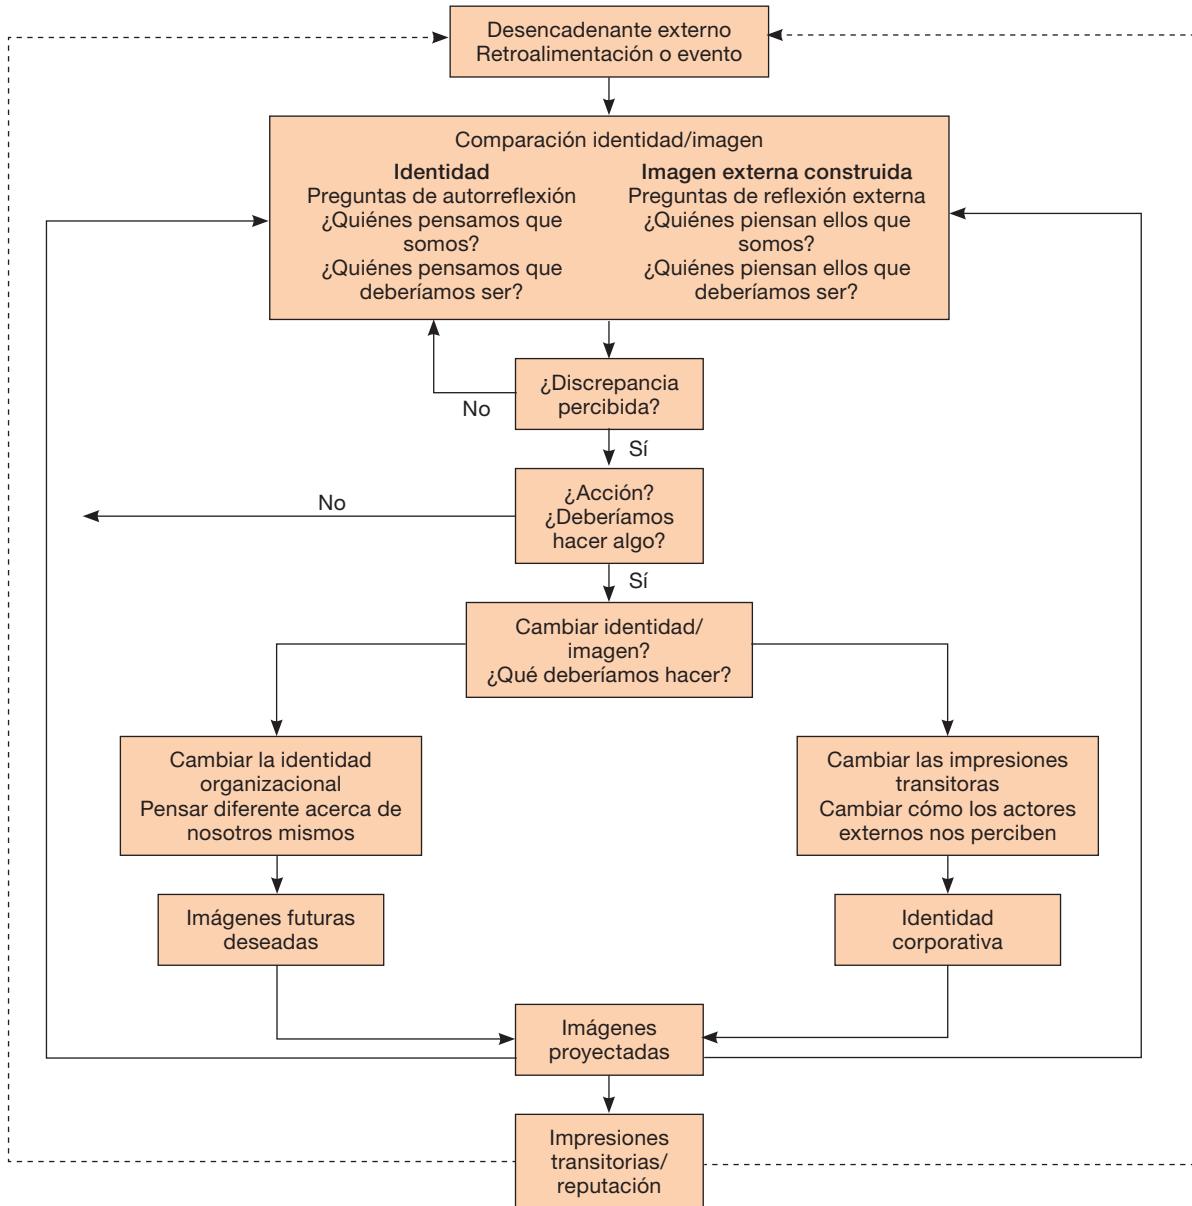 Desencadenante externo
Retroalimentación o evento
Comparación identidad/imagen
Identidad
Preguntas de autorreflexión
¿Quiénes pensamos que
somos?
¿Quiénes pensamos que
deberíamos ser?
Imagen externa construida
Preguntas de reflexión externa
¿Quiénes piensan ellos que
somos?
¿Quiénes piensan ellos que
deberíamos ser?
¿Discrepancia
percibida?
No
Sí
¿Acción?
¿Deberíamos
hacer algo?
No
Sí
Cambiar identidad/
imagen?
¿Qué deberíamos hacer?
Cambiar la identidad
organizacional
Pensar diferente acerca de
nosotros mismos
Cambiar las impresiones
transitoras
Cambiar cómo los actores
externos nos perciben
Imágenes futuras
deseadas
Identidad
corporativa
Imágenes
proyectadas
Impresiones
transitorias/
reputación